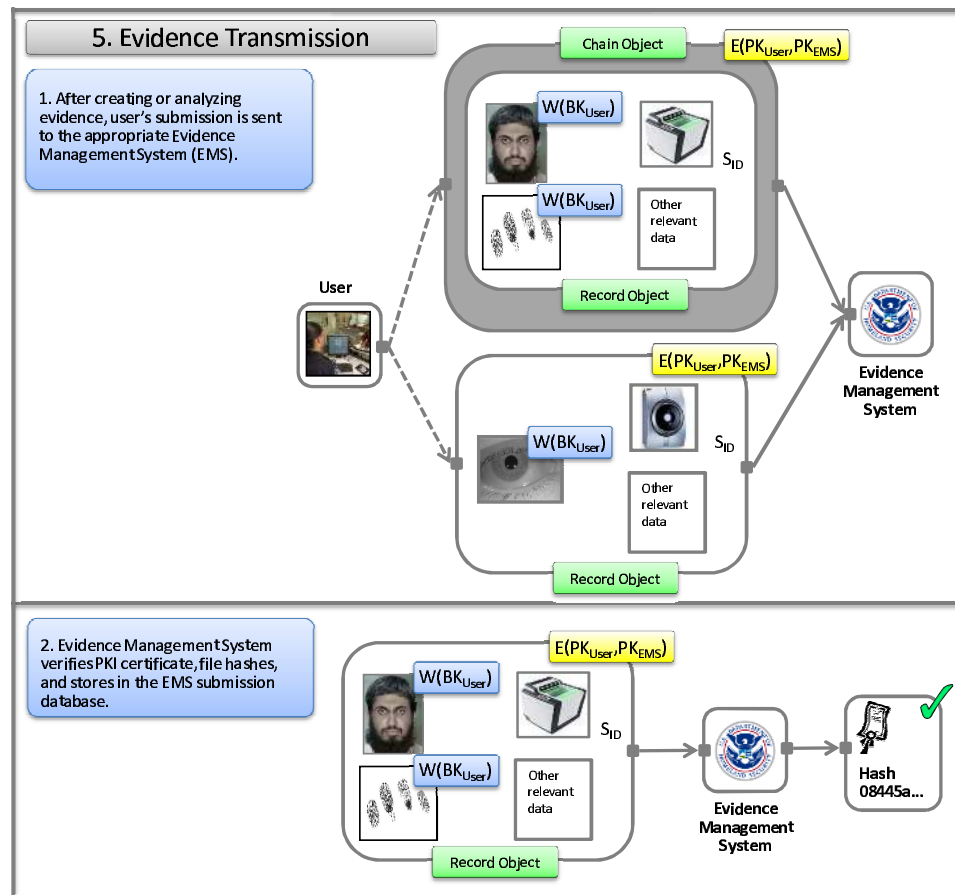 5. Evidence Transmission
1. After creating or analyzing
evidence, user's submission is sent
to the appropriate Evidence
Management System (EMS).
Chain Object
E(PKUser,PKEMS)
W(BKUser)
SID
W(BKUser)
Other
relevant
data
Record Object
User
Evidence
Management
System
E(PKUser,PKEMS)
W(BKUser)
SID
Other
relevant
data
Record Object
2. Evidence Management System
verifies PKI certificate, file hashes,
and stores in the EMS submission
database.
E(PKUser,PKEMS)
W(BKUser)
SID
W(BKUser)
Other
relevant
data
Record Object
U.S. DEPARTMENT OF
HOMELAND SECURITY
Evidence
Management
System
Hash
08445a...